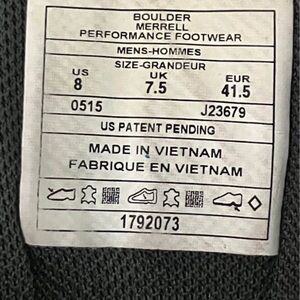 BOULDER
MERRELL
PERFORMANCE FOOTWEAR
MENS-HOMMES
SIZE-GRANDEUR
US UK EUR
8 7.5 41.5
0515 J23679
US PATENT PENDING
MADE IN VIETNAM
FABRIQUE EN VIETNAM
1792073